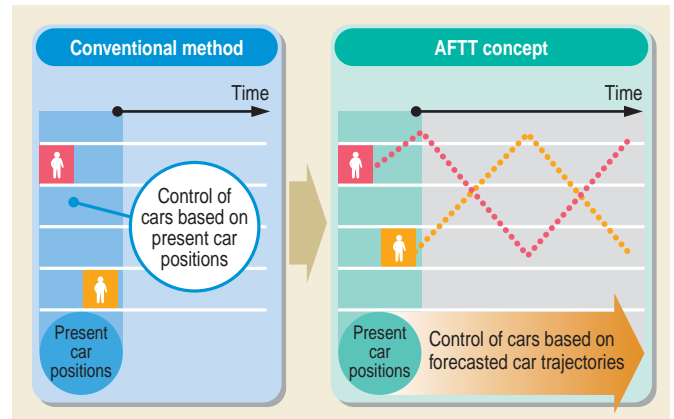 Conventional method
Time
Control of
cars based on
present car
positions
Present
car
positions
AFTT concept
Time
Present
car
positions
Control of cars based on
forecasted car trajectories